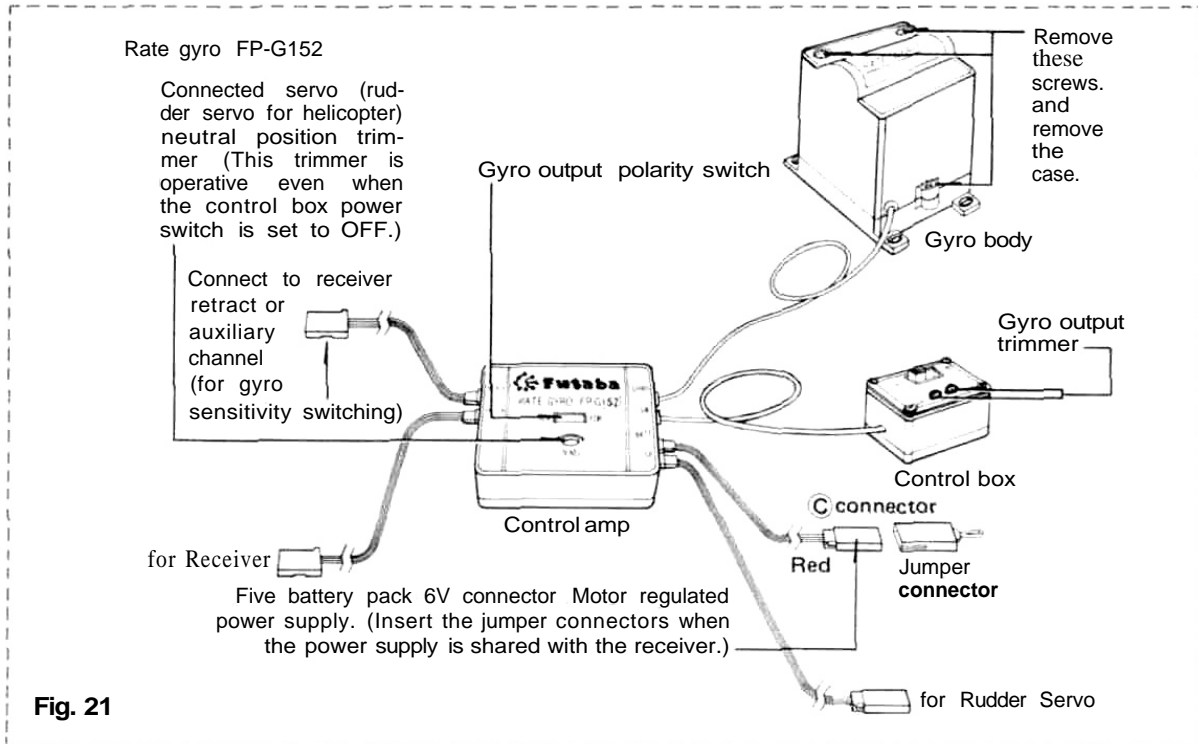 Rate gyro FP-G152
Connected servo (rud-
der servo for helicopter)
neutral position trim-
mer (This trimmer is
operative even when
the control box power
switch is set to OFF.)
Gyro output polarity switch
Remove
these
screws. and
remove
the
case.
Gyro body
Connect to receiver
retract or
auxiliary
channel
(for gyro
sensitivity switching)
Gyro output
trimmer
Futaba
RATE GYRO FP-G152
Control box
Control amp
C connector
for Receiver
Red
Jumper
connector
Five battery pack 6V connector Motor regulated
power supply. (Insert the jumper connectors when
the power supply is shared with the receiver.)
for Rudder Servo
Fig. 21